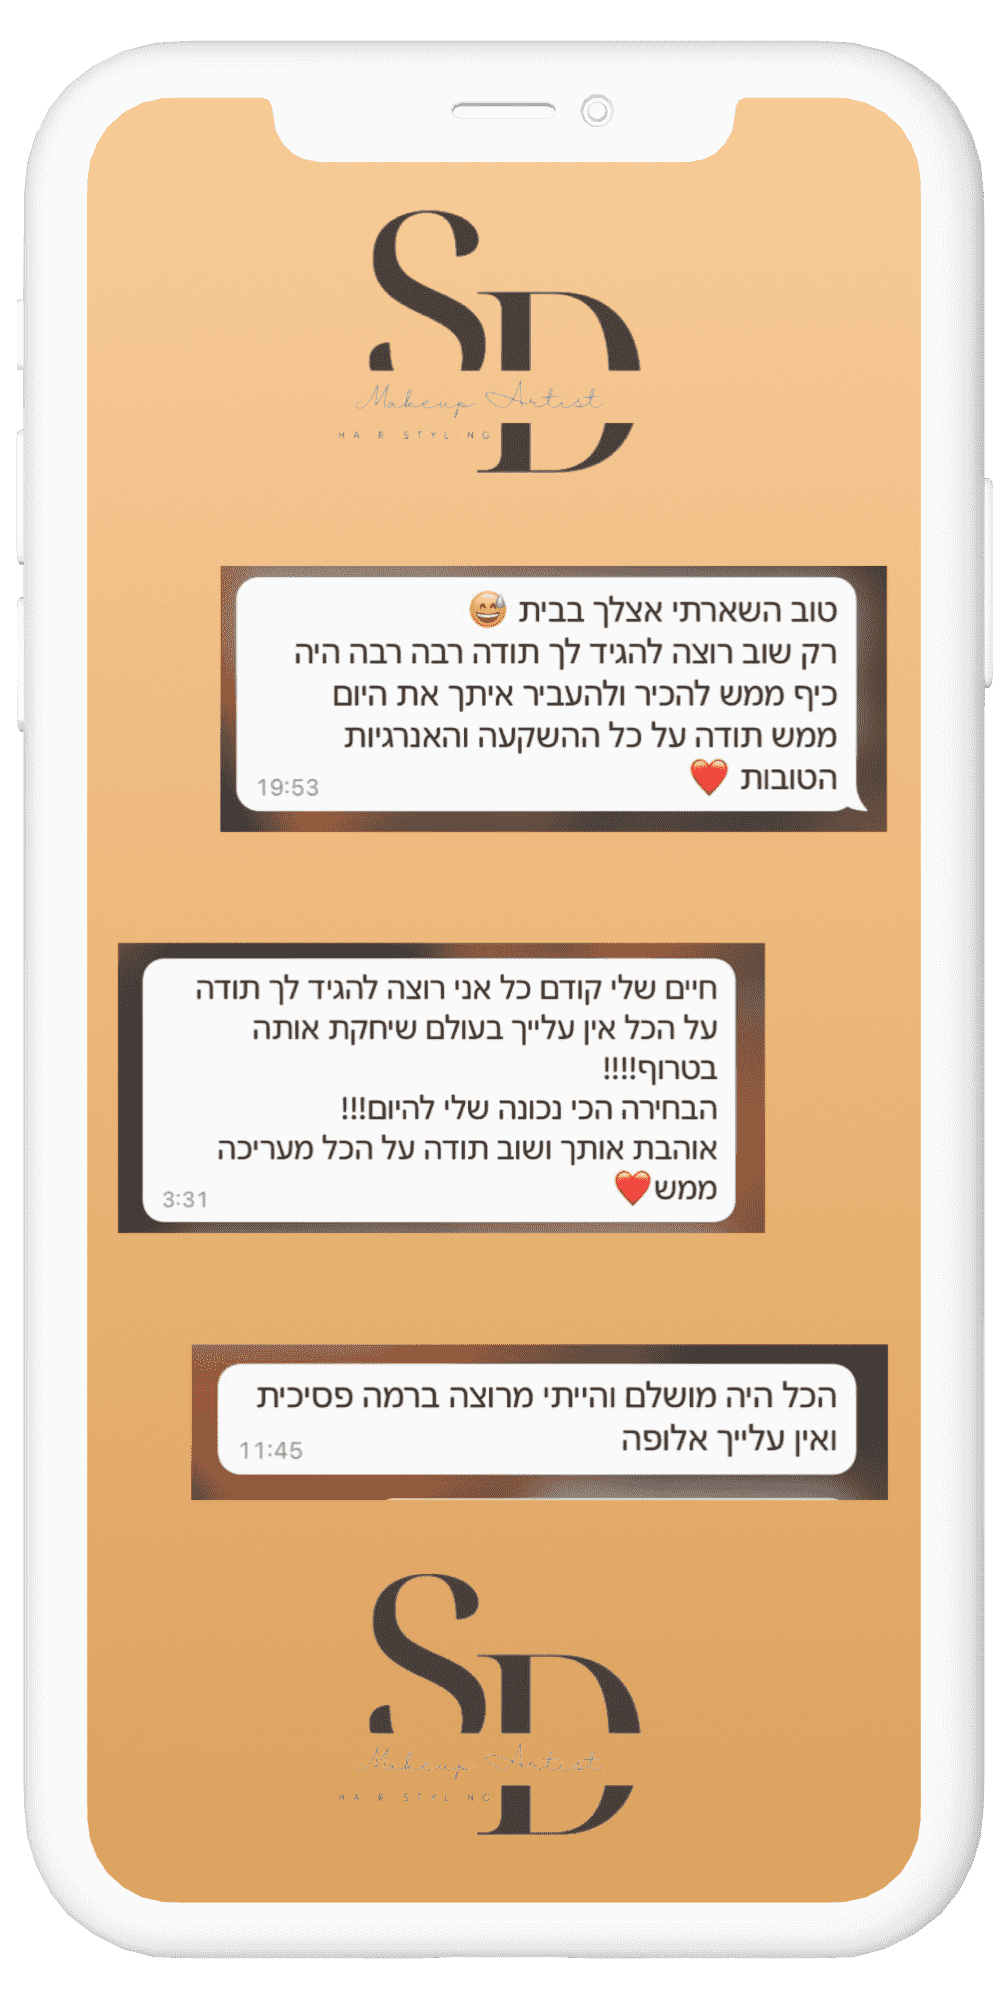 SD
Makeup Artist
HAIR STYLING
טוב השארתי אצלך בבית 😅
רק שוב רוצה להגיד לך תודה רבה רבה היה
כיף ממש להכיר ולהעביר איתך את היום
ממש תודה על כל ההשקעה והאנרגיות
הטובות ❤️
19:53
חיים שלי קודם כל אני רוצה להגיד לך תודה
על הכל אין עלייך בעולם שיחקת אותה
בטרוף!!!!
הבחירה הכי נכונה שלי להיום!!!
אוהבת אותך ושוב תודה על הכל מעריכה
ממש❤️
3:31
הכל היה מושלם והייתי מרוצה ברמה פסיכית
ואין עלייך אלופה
11:45
SD
Makeup Artist
HAIR STYLING